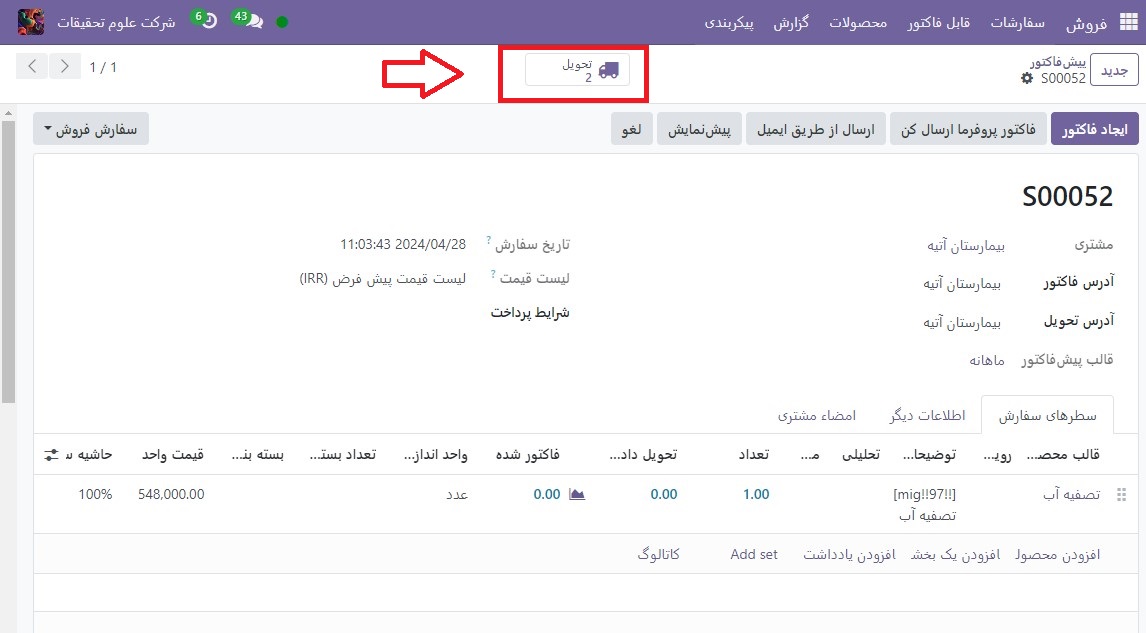 فروش سفارشات قابل فاکتور محصولات گزارش پیکربندی 43 6 شرکت علوم تحقیقات
جدید پیش‌فاکتور
S00052
تحویل
2
1 / 1
ایجاد فاکتور فاکتور پروفرما ارسال کن ارسال از طریق ایمیل پیش‌نمایش لغو سفارش فروش
S00052
مشتری بیمارستان آتیه تاریخ سفارش ? 2024/04/28 11:03:43
آدرس فاکتور بیمارستان آتیه لیست قیمت ? لیست قیمت پیش فرض (IRR)
آدرس تحویل بیمارستان آتیه شرایط پرداخت
قالب پیش‌فاکتور ماهانه
سطرهای سفارش اطلاعات دیگر امضاء مشتری
قالب محصـ... رویـ... توضیحا... تحلیلی مـ... تعداد تحویل داد... فاکتور شده واحد انداز... تعداد بستـ... بسته بنـ... قیمت واحد حاشیه س
تصفیه آب [mig!!97!!] 1.00 0.00 0.00 عدد 548,000.00 100%
تصفیه آب
افزودن محصول افزودن یک بخش افزودن یادداشت Add set کاتالوگ